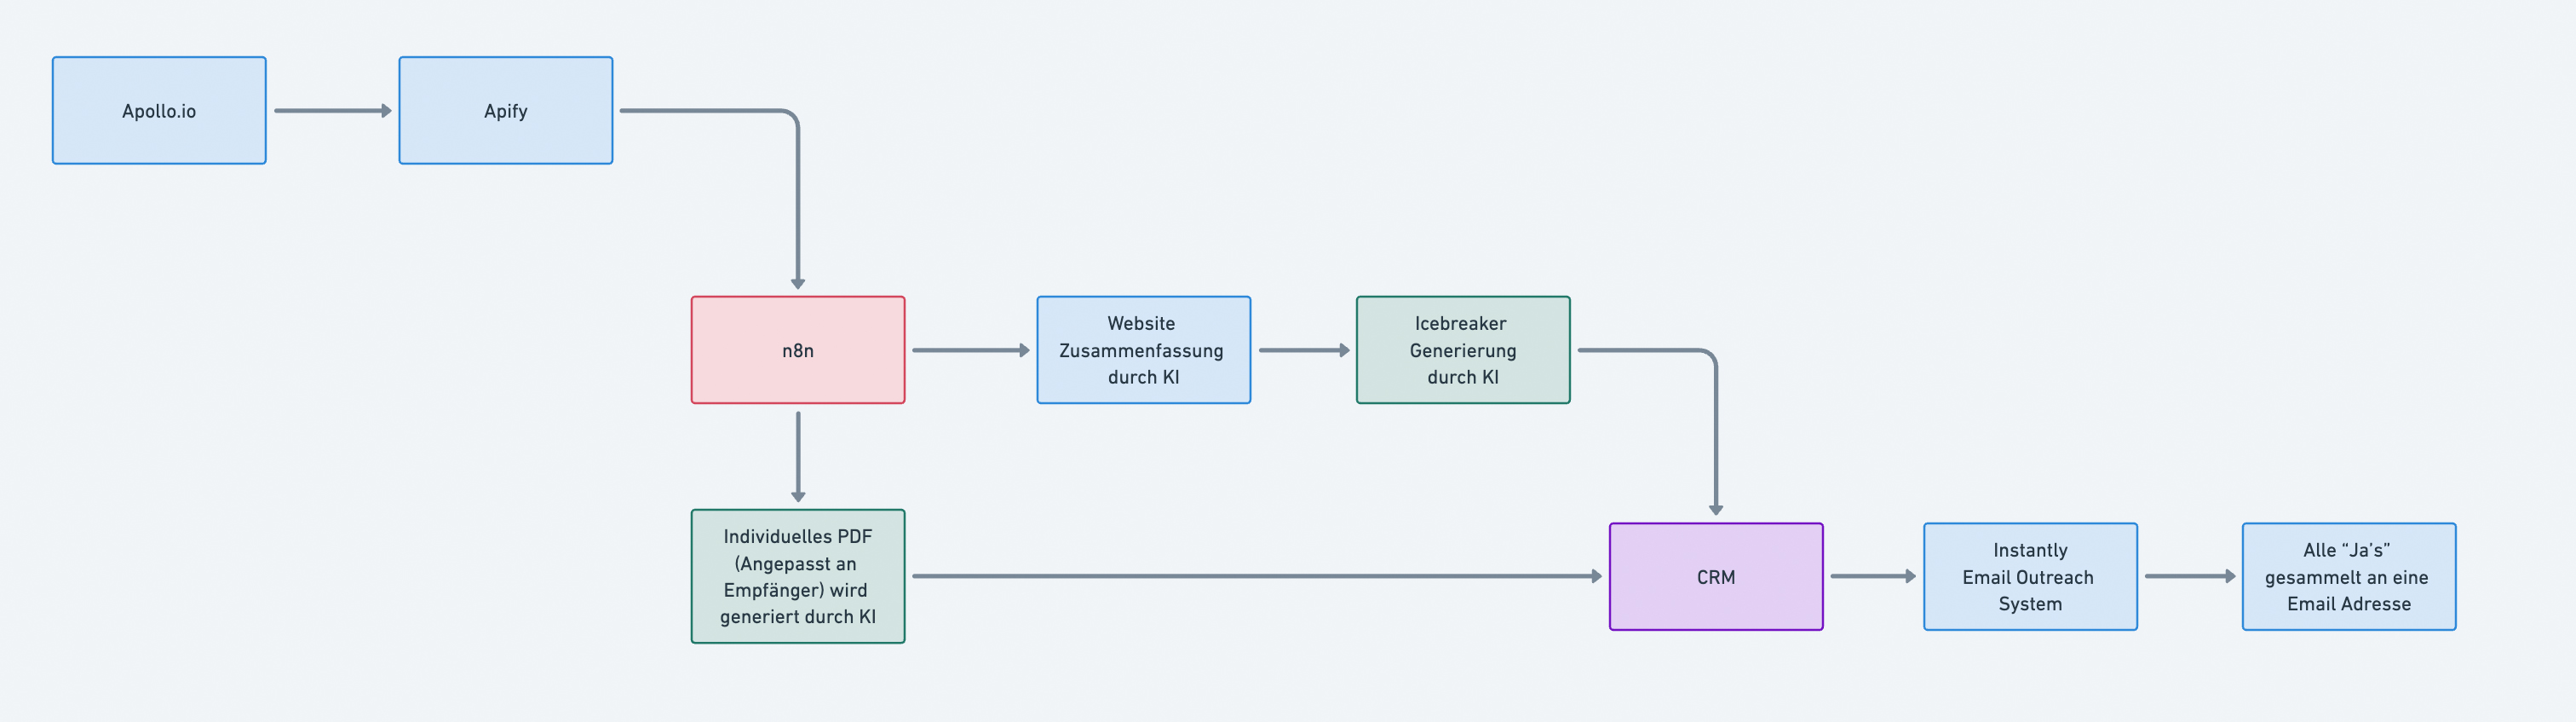 Apollo.io
Apify
n8n
Website
Zusammenfassung
durch KI
Icebreaker
Generierung
durch KI
Individuelles PDF
(Angepasst an
Empfänger) wird
generiert durch KI
CRM
Instantly
Email Outreach
System
Alle “Ja’s”
gesammelt an eine
Email Adresse